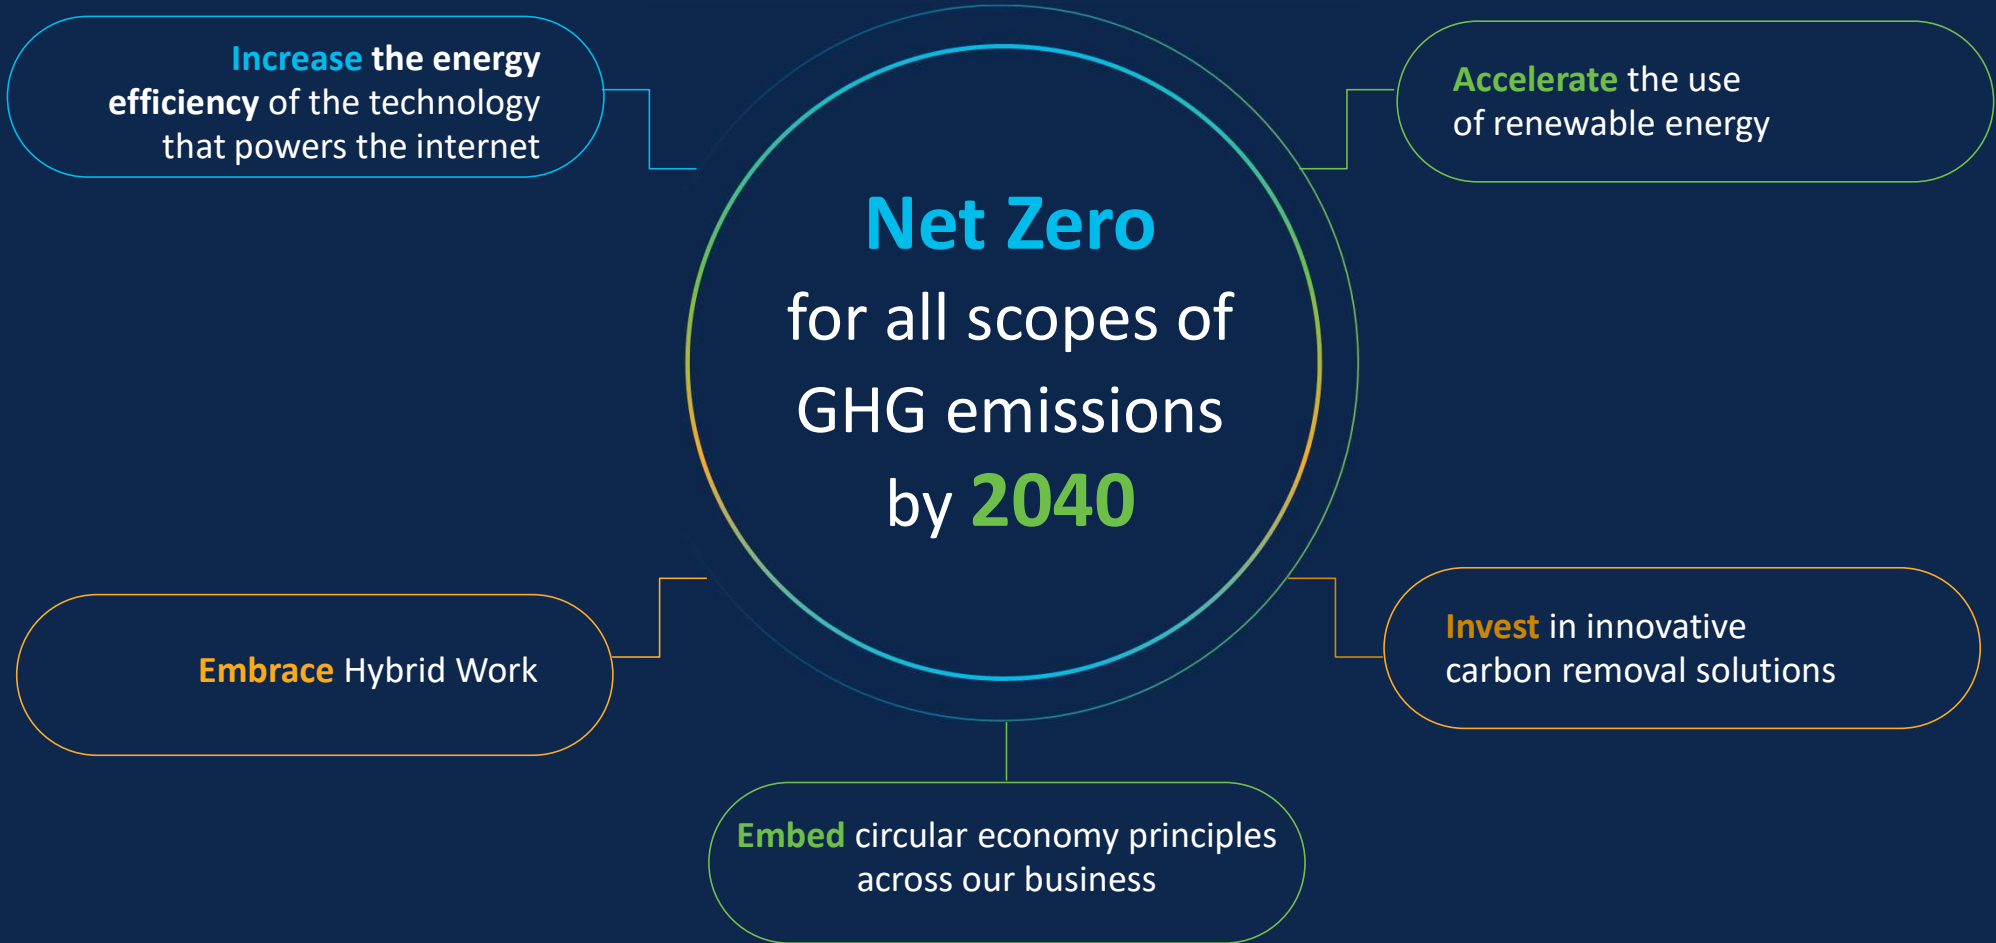 Increase the energy
efficiency of the technology
that powers the internet
Accelerate the use
of renewable energy
Net Zero
for all scopes of
GHG emissions
by 2040
Embrace Hybrid Work
Invest in innovative
carbon removal solutions
Embed circular economy principles
across our business